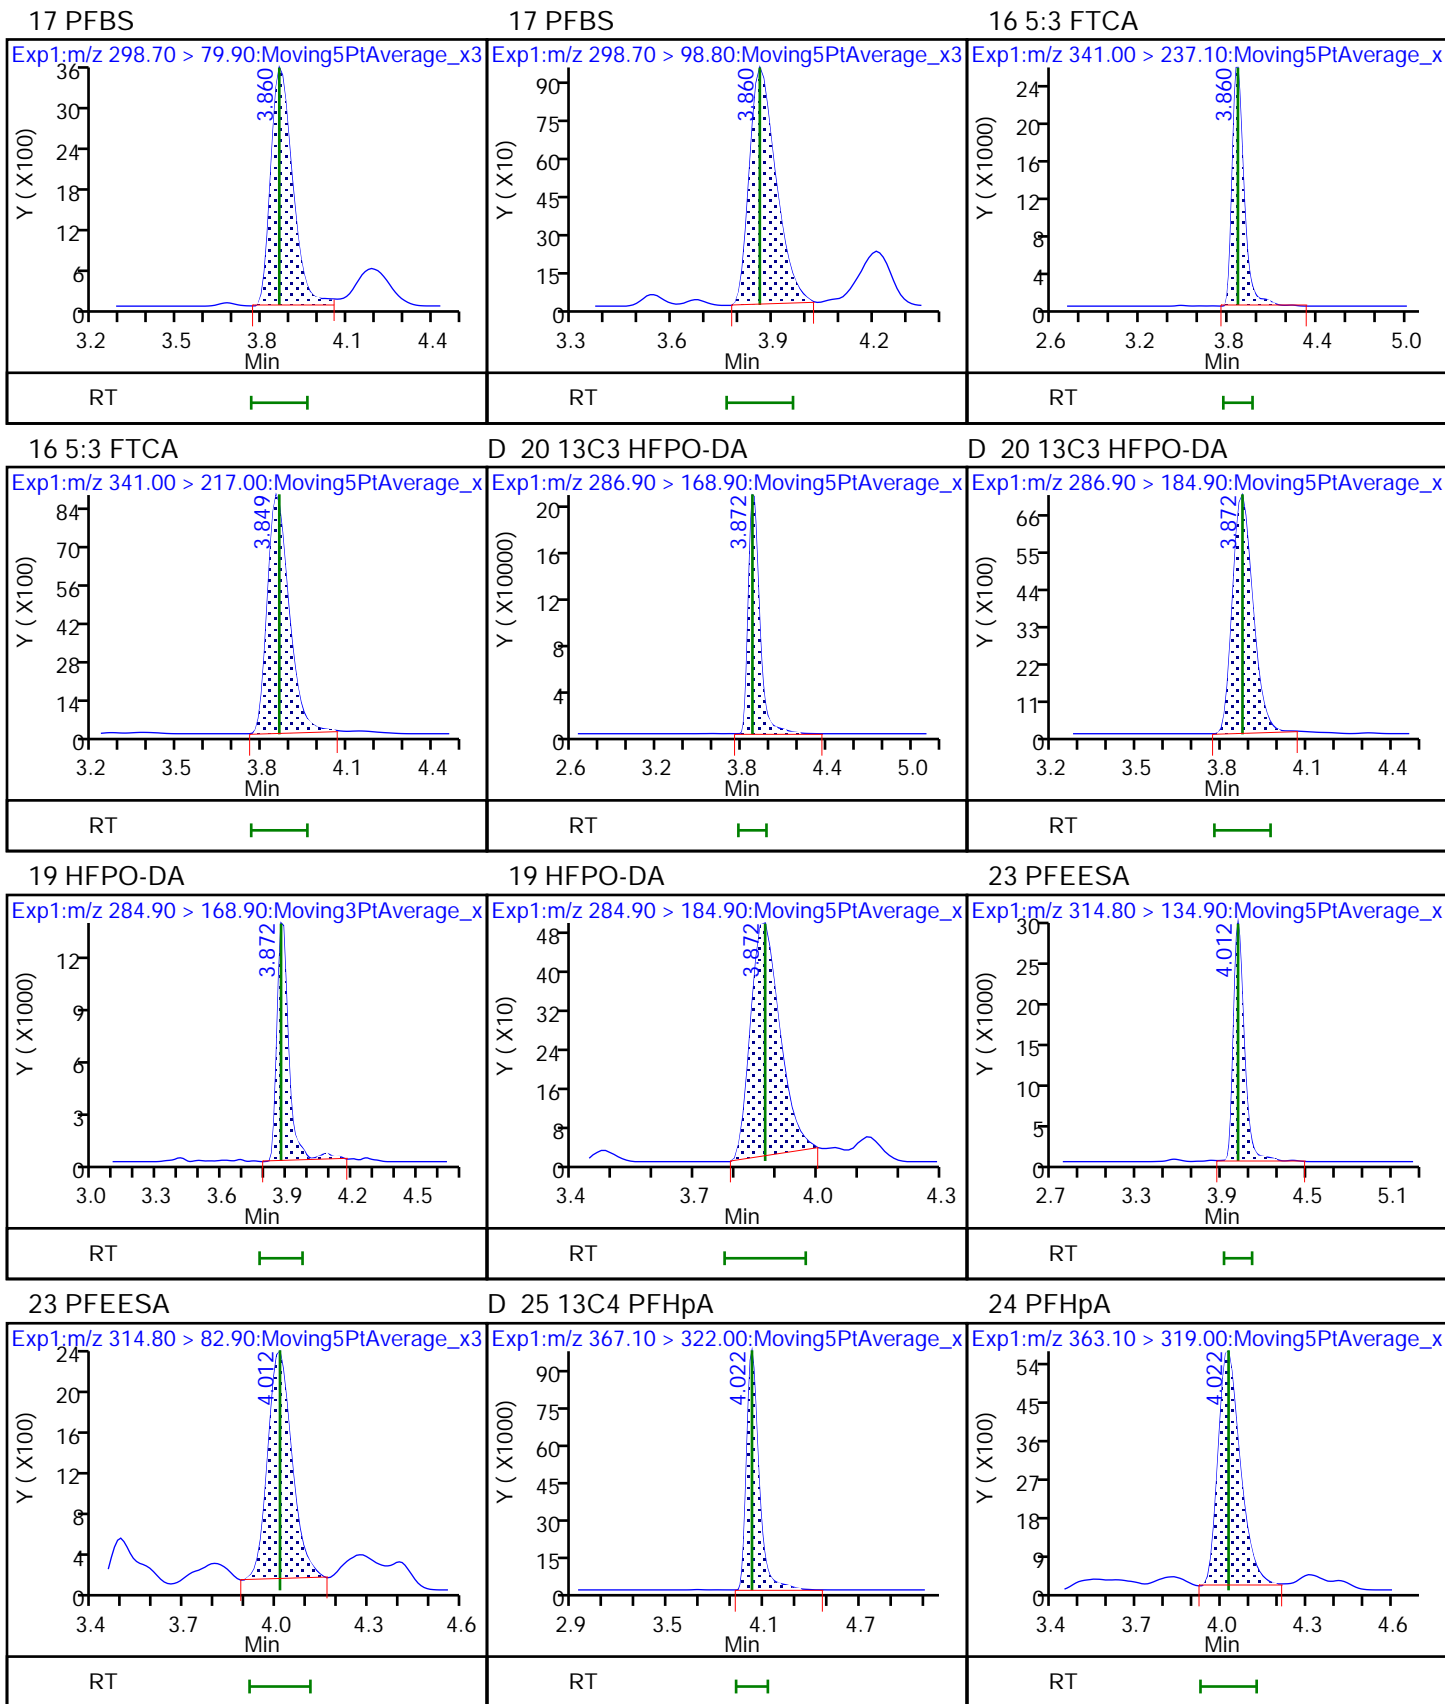 17 PFBS
Exp1:m/z 298.70 > 79.90:Moving5PtAverage_x3
3.860
36
30
24
18
12
6
0
Y ( X100)
3.2 3.5 3.8 4.1 4.4
Min
RT
17 PFBS
Exp1:m/z 298.70 > 98.80:Moving5PtAverage_x3
3.860
90
75
60
45
30
15
0
Y ( X10)
3.3 3.6 3.9 4.2
Min
RT
16 5:3 FTCA
Exp1:m/z 341.00 > 237.10:Moving5PtAverage_x
3.860
24
20
16
12
8
4
0
Y ( X1000)
2.6 3.2 3.8 4.4 5.0
Min
RT
16 5:3 FTCA
Exp1:m/z 341.00 > 217.00:Moving5PtAverage_x
3.849
84
70
56
42
28
14
0
Y ( X100)
3.2 3.5 3.8 4.1 4.4
Min
RT
D 20 13C3 HFPO-DA
Exp1:m/z 286.90 > 168.90:Moving5PtAverage_x
3.872
20
16
12
8
4
0
Y ( X10000)
2.6 3.2 3.8 4.4 5.0
Min
RT
D 20 13C3 HFPO-DA
Exp1:m/z 286.90 > 184.90:Moving5PtAverage_x
3.872
66
55
44
33
22
11
0
Y ( X100)
3.2 3.5 3.8 4.1 4.4
Min
RT
19 HFPO-DA
Exp1:m/z 284.90 > 168.90:Moving3PtAverage_x
3.872
12
9
6
3
0
Y ( X1000)
3.0 3.3 3.6 3.9 4.2 4.5
Min
RT
19 HFPO-DA
Exp1:m/z 284.90 > 184.90:Moving5PtAverage_x
3.872
48
40
32
24
16
8
0
Y ( X10)
3.4 3.7 4.0 4.3
Min
RT
23 PFEESA
Exp1:m/z 314.80 > 134.90:Moving5PtAverage_x
4.012
30
25
20
15
10
5
0
Y ( X1000)
2.7 3.3 3.9 4.5 5.1
Min
RT
23 PFEESA
Exp1:m/z 314.80 > 82.90:Moving5PtAverage_x3
4.012
24
20
16
12
8
4
0
Y ( X100)
3.4 3.7 4.0 4.3 4.6
Min
RT
D 25 13C4 PFHpA
Exp1:m/z 367.10 > 322.00:Moving5PtAverage_x
4.022
90
75
60
45
30
15
0
Y ( X1000)
2.9 3.5 4.1 4.7
Min
RT
24 PFHpA
Exp1:m/z 363.10 > 319.00:Moving5PtAverage_x
4.022
54
45
36
27
18
9
0
Y ( X100)
3.4 3.7 4.0 4.3 4.6
Min
RT